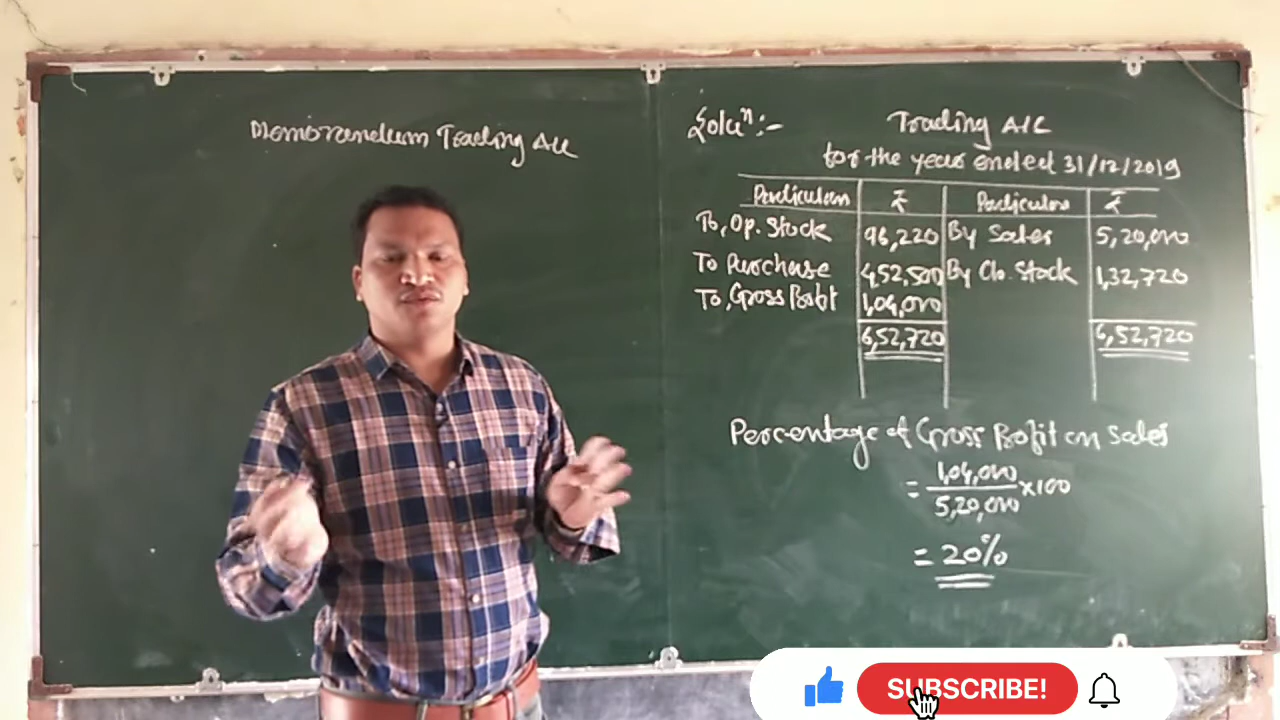 Memorandum Trading A/c
Soluⁿ:-
Trading A/C
for the year ended 31/12/2019
Particulars ₹ Particulars ₹
To, Op. Stock 96,220 By Sales 5,20,000
To Purchase 4,52,500 By Clo. Stock 1,32,720
To, Gross Profit 1,04,000
6,52,720 6,52,720
Percentage of Gross Profit on Sales
= 1,04,000 / 5,20,000 × 100
= 20%
SUBSCRIBE!